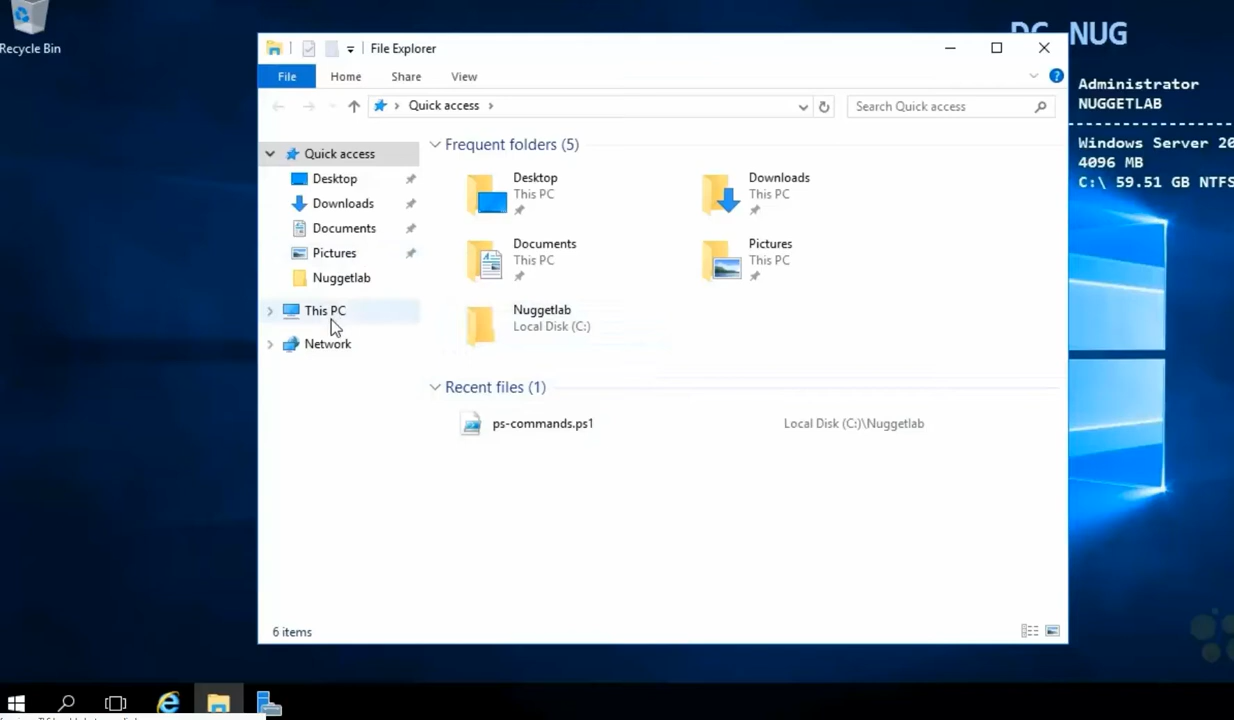 Recycle Bin
DC NUG
File Explorer
File
Home
Share
View
Administrator
NUGGETLAB
Quick access
Search Quick access
Windows Server 20
4096 MB
C:\ 59.51 GB NTFS
Quick access
Desktop
Downloads
Documents
Pictures
Nuggetlab
This PC
Network
Frequent folders (5)
Desktop
This PC
Downloads
This PC
Documents
This PC
Pictures
This PC
Nuggetlab
Local Disk (C:)
Recent files (1)
ps-commands.ps1
Local Disk (C:)\Nuggetlab
6 items